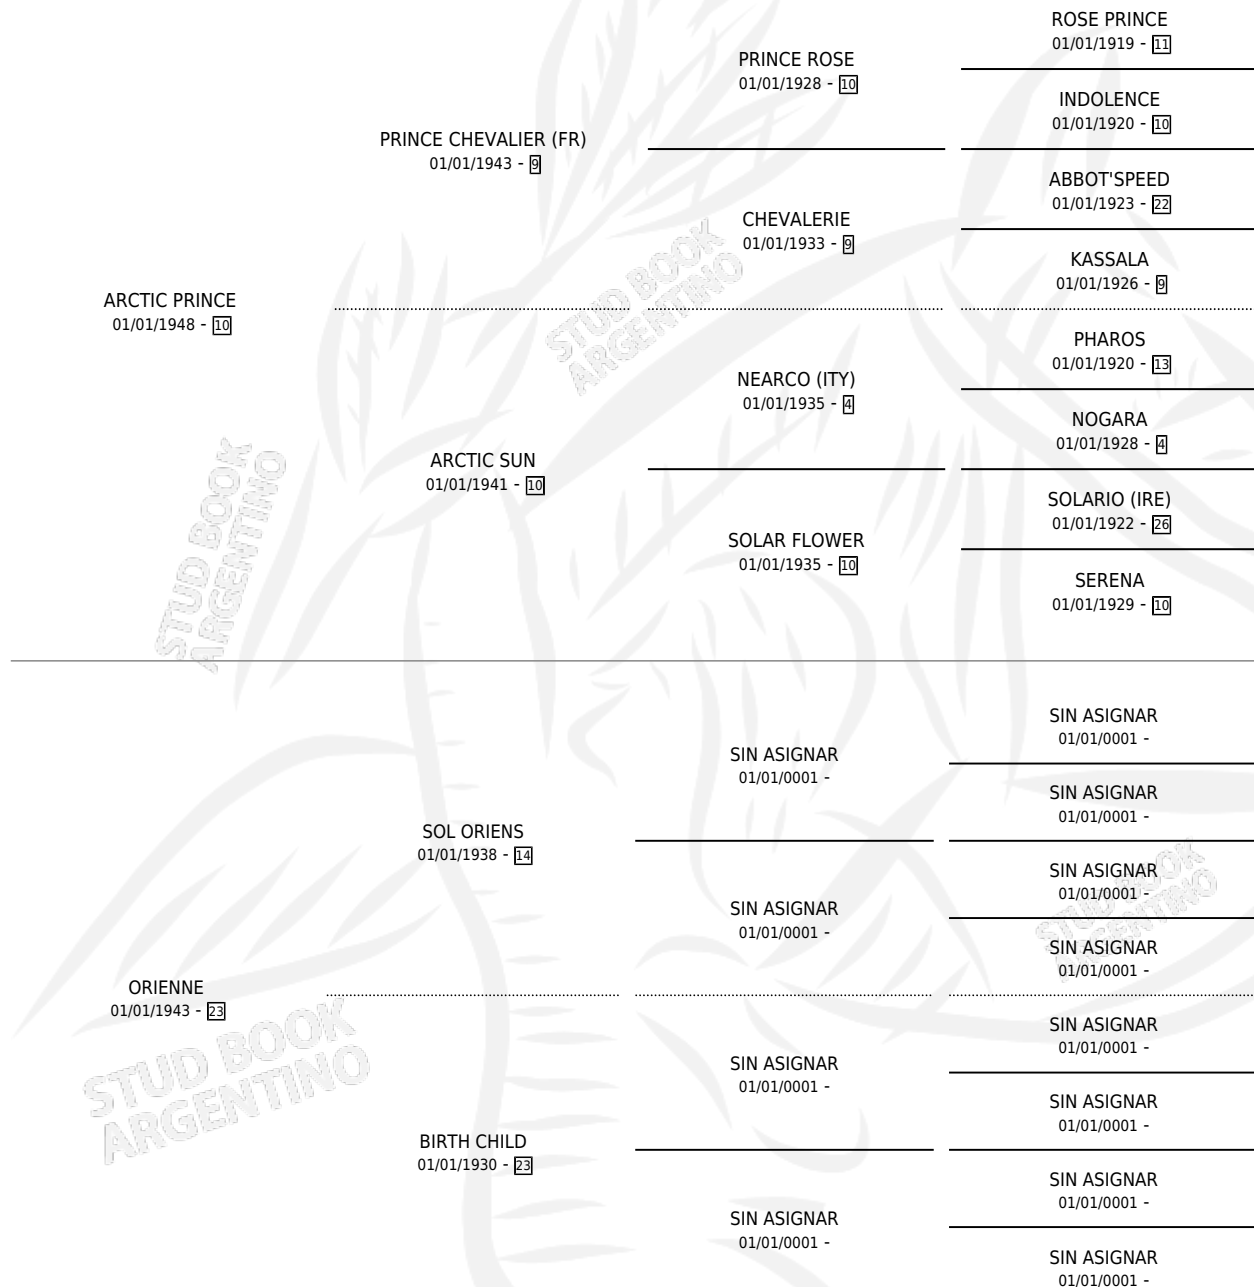 ROSE PRINCE
01/01/1919 - 11
PRINCE ROSE
01/01/1928 - 10
INDOLENCE
01/01/1920 - 10
PRINCE CHEVALIER (FR)
01/01/1943 - 9
ABBOT'SPEED
01/01/1923 - 22
CHEVALERIE
01/01/1933 - 9
KASSALA
01/01/1926 - 9
ARCTIC PRINCE
01/01/1948 - 10
PHAROS
01/01/1920 - 13
NEARCO (ITY)
01/01/1935 - 4
NOGARA
01/01/1928 - 4
ARCTIC SUN
01/01/1941 - 10
SOLARIO (IRE)
01/01/1922 - 26
SOLAR FLOWER
01/01/1935 - 10
SERENA
01/01/1929 - 10
STUD BOOK
ARGENTINO
STUD BOOK
ARGENTINO
SIN ASIGNAR
01/01/0001 -
SIN ASIGNAR
01/01/0001 -
SIN ASIGNAR
01/01/0001 -
SOL ORIENS
01/01/1938 - 14
SIN ASIGNAR
01/01/0001 -
SIN ASIGNAR
01/01/0001 -
SIN ASIGNAR
01/01/0001 -
STUD BOOK
ARGENTINO
ORIENNE
01/01/1943 - 23
SIN ASIGNAR
01/01/0001 -
SIN ASIGNAR
01/01/0001 -
SIN ASIGNAR
01/01/0001 -
BIRTH CHILD
01/01/1930 - 23
SIN ASIGNAR
01/01/0001 -
SIN ASIGNAR
01/01/0001 -
SIN ASIGNAR
01/01/0001 -
STUD BOOK
ARGENTINO